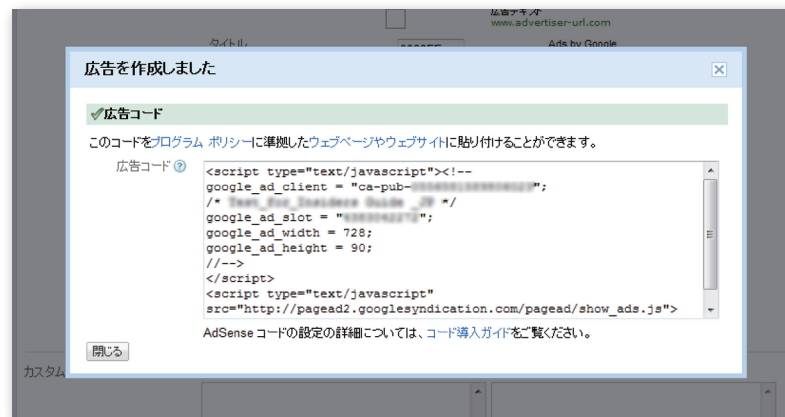 広告テキスト
www.advertiser-url.com
タイトル
Ads by Google
広告を作成しました
広告コード
このコードをプログラム ポリシーに準拠したウェブページやウェブサイトに貼り付けることができます。
広告コード ?
<script type="text/javascript"><!--
google_ad_client = "ca-pub-";
/* */
google_ad_slot = "";
google_ad_width = 728;
google_ad_height = 90;
//-->
</script>
<script type="text/javascript"
src="http://pagead2.googlesyndication.com/pagead/show_ads.js">
AdSense コードの設定の詳細については、コード導入ガイドをご覧ください。
閉じる
カスタム